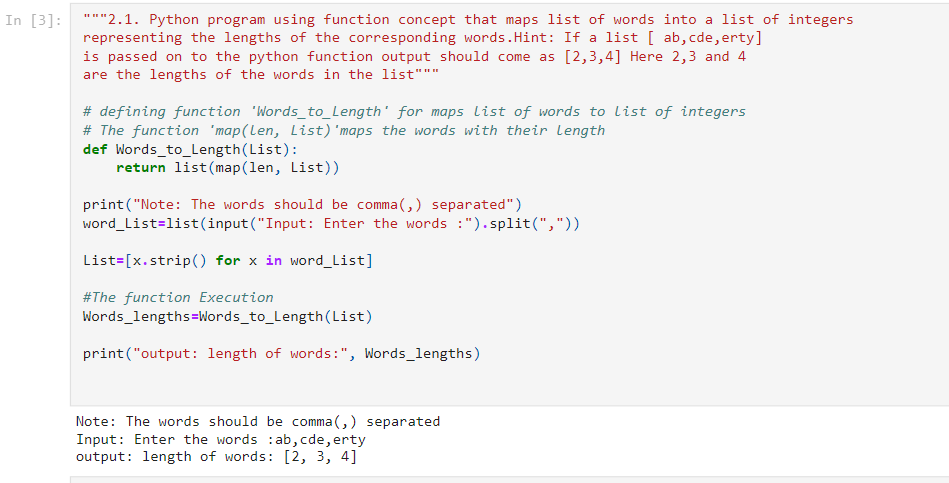 In [3]:
"""2.1. Python program using function concept that maps list of words into a list of integers
representing the lengths of the corresponding words.Hint: If a list [ ab,cde,erty]
is passed on to the python function output should come as [2,3,4] Here 2,3 and 4
are the lengths of the words in the list"""
# defining function 'Words_to_Length' for maps list of words to list of integers
# The function 'map(len, List)'maps the words with their length
def Words_to_Length(List):
    return list(map(len, List))
print("Note: The words should be comma(,) separated")
word_List=list(input("Input: Enter the words :").split(","))
List=[x.strip() for x in word_List]
#The function Execution
Words_lengths=Words_to_Length(List)
print("output: length of words:", Words_lengths)
Note: The words should be comma(,) separated
Input: Enter the words :ab,cde,erty
output: length of words: [2, 3, 4]